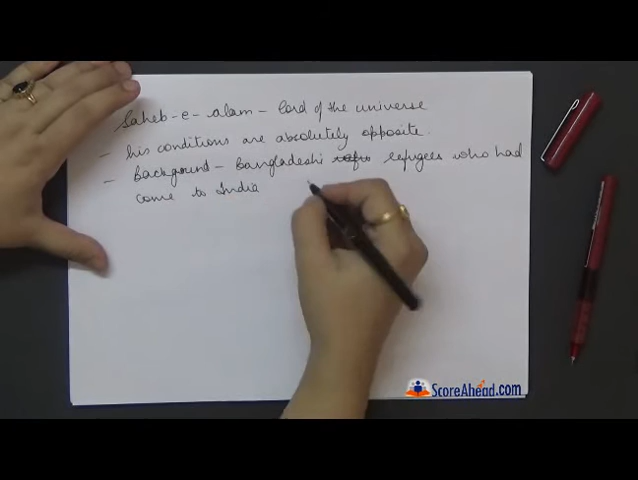 Saheb-e-alam - lord of the universe
- his conditions are absolutely opposite.
- Background - Bangladeshi refugees who had
come to India
ScoreAhead.com